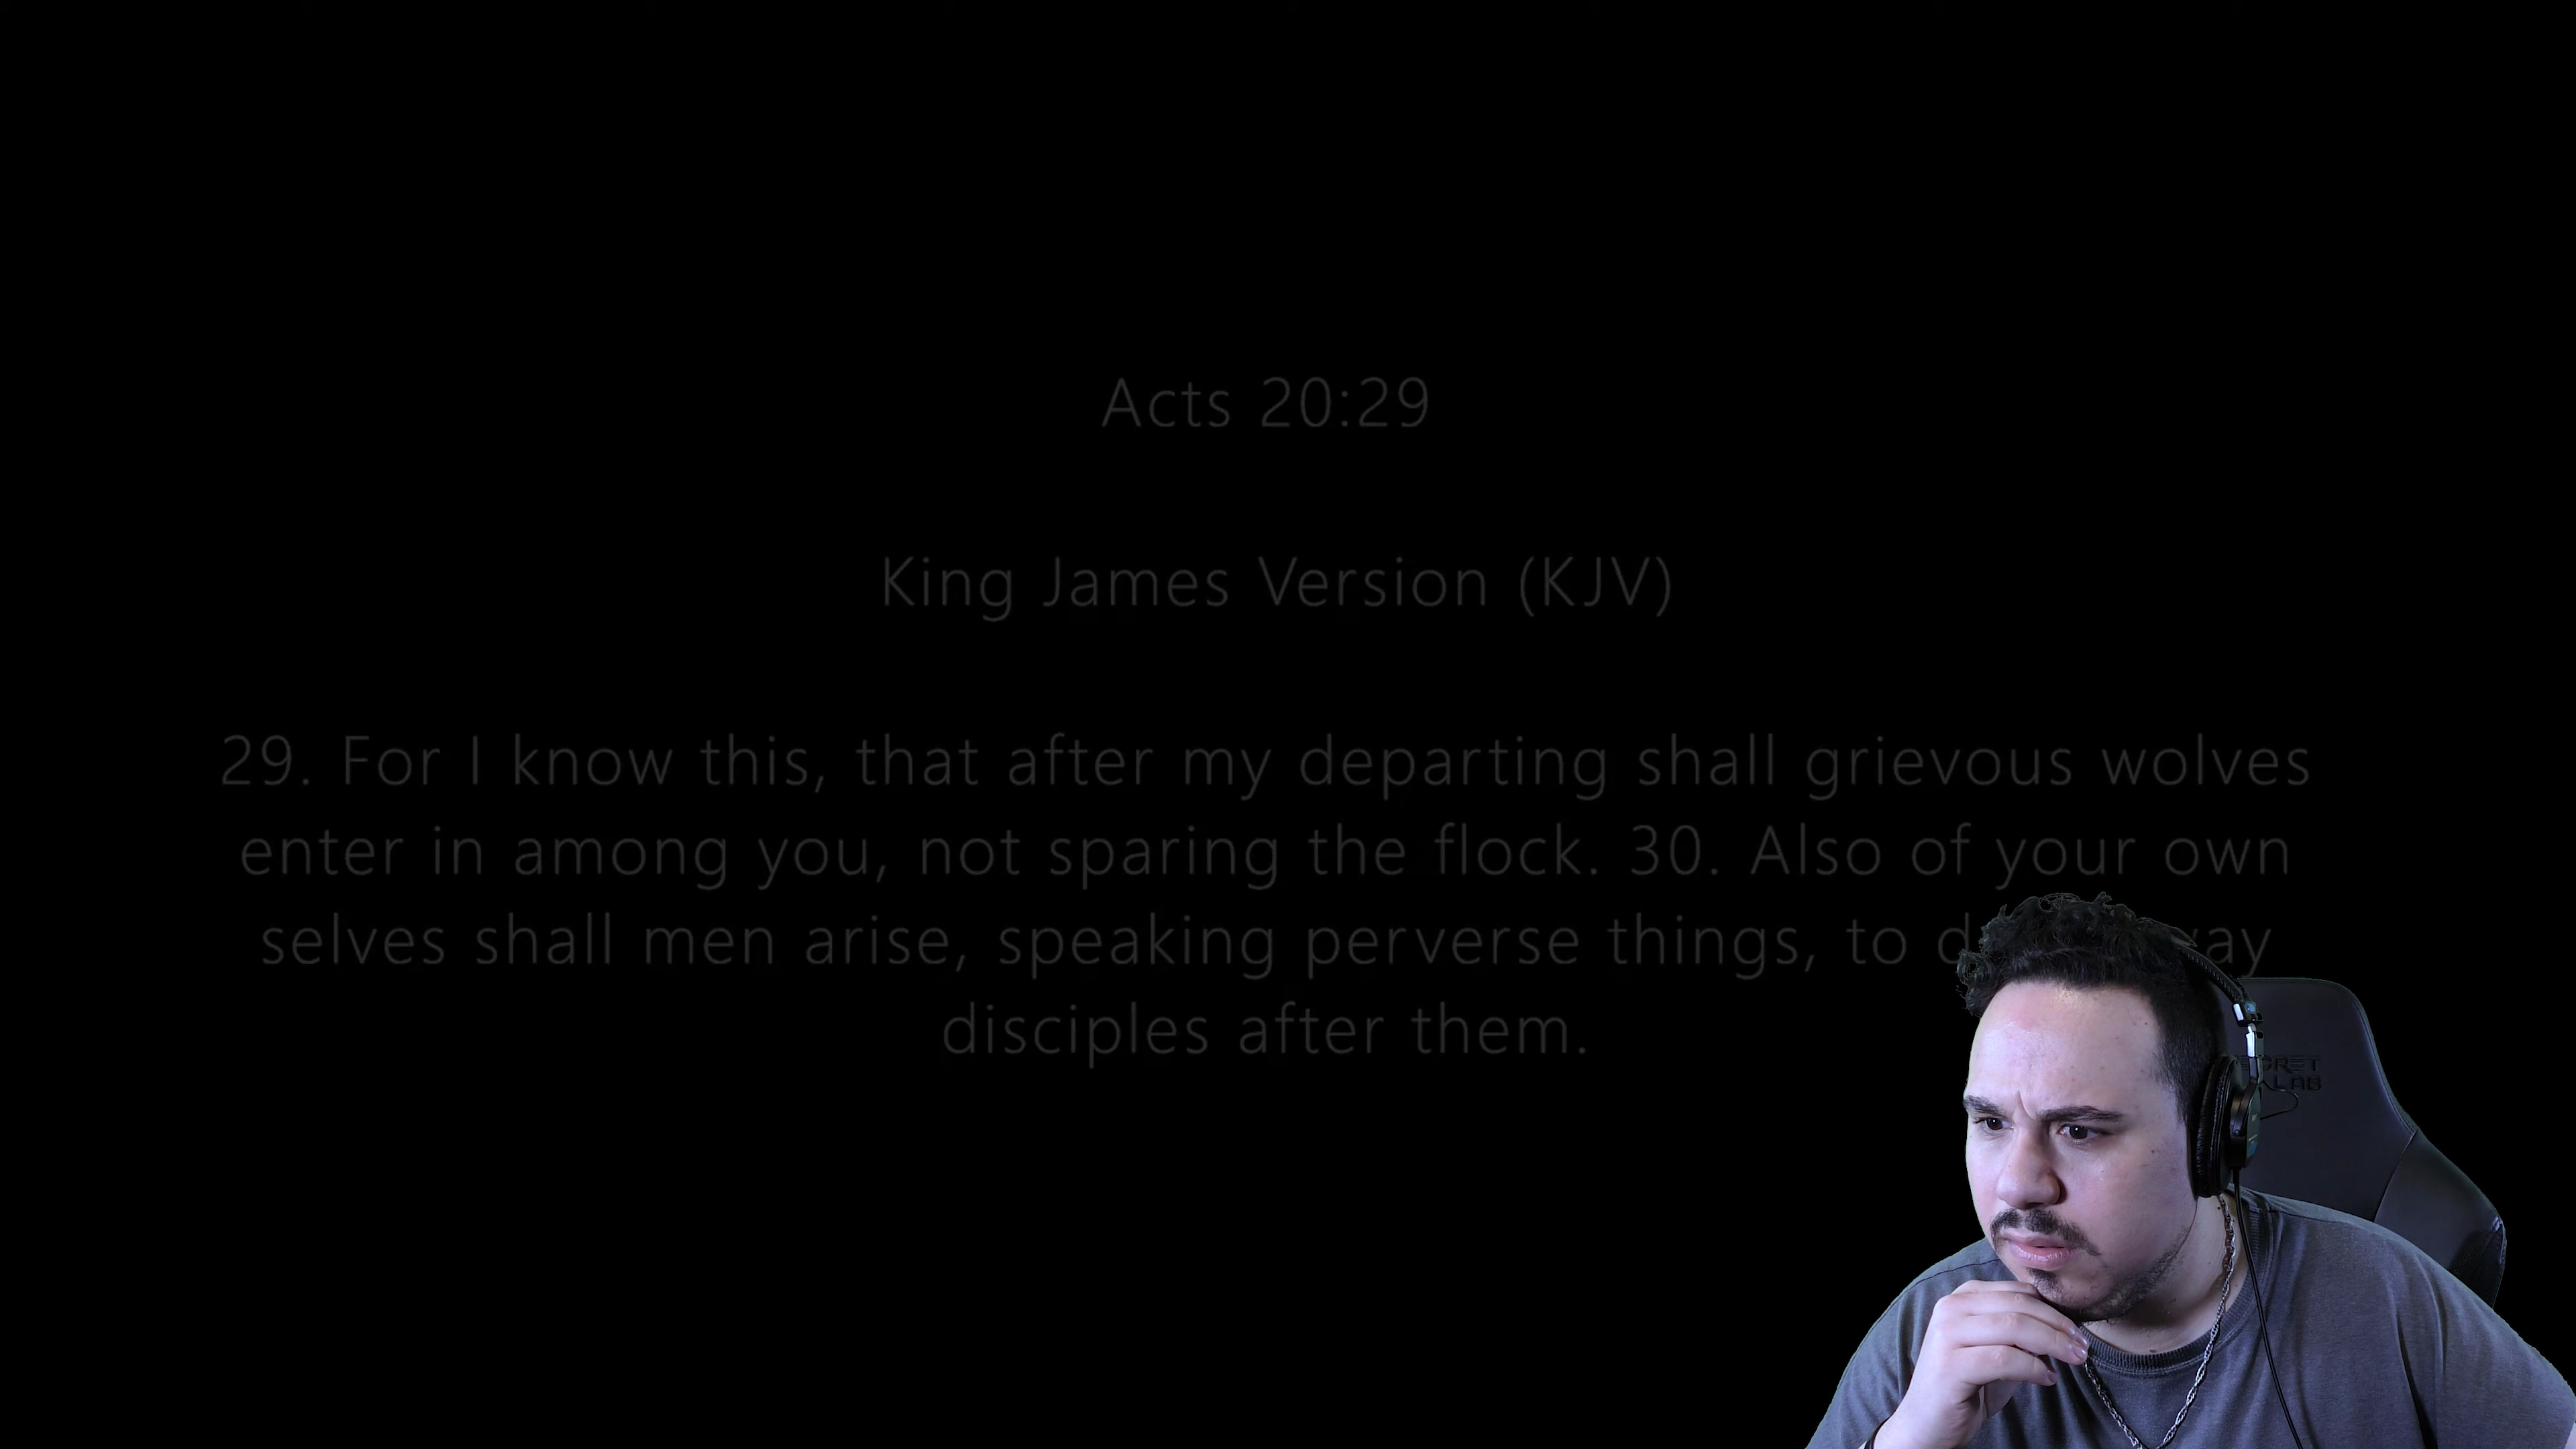 Acts 20:29
King James Version (KJV)
29. For I know this, that after my departing shall grievous wolves
enter in among you, not sparing the flock. 30. Also of your own
selves shall men arise, speaking perverse things, to
disciples after them.